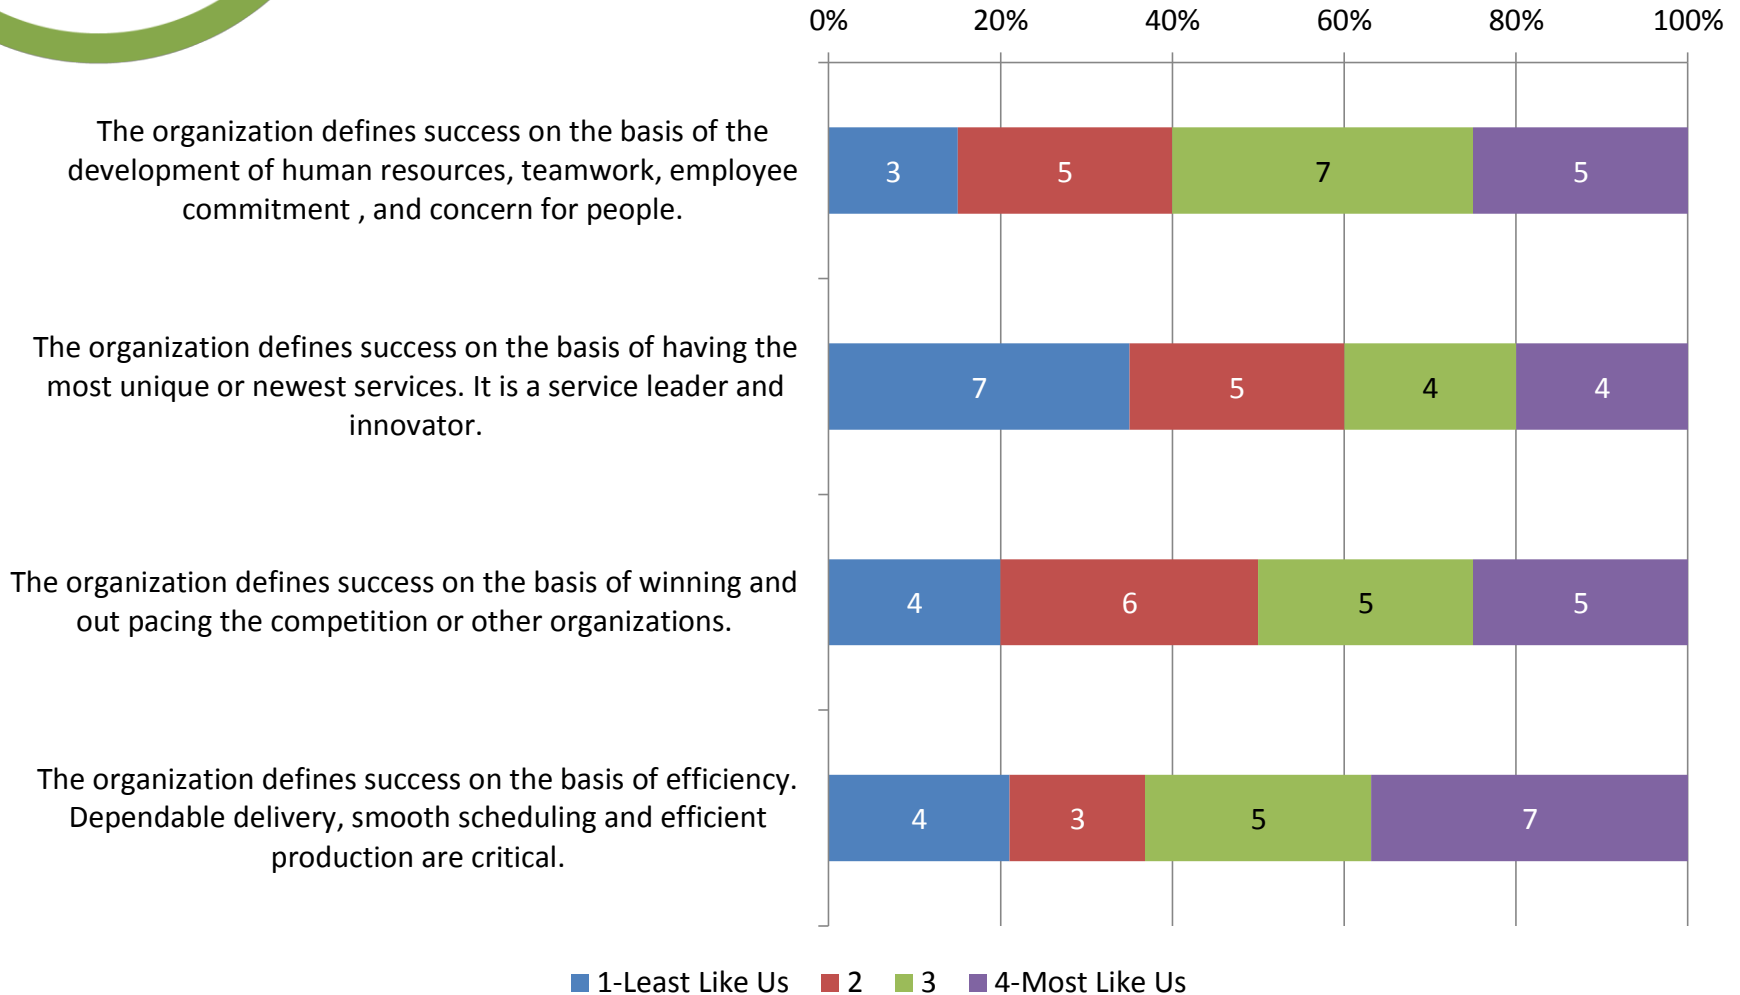 0% 20% 40% 60% 80% 100%
The organization defines success on the basis of the
development of human resources, teamwork, employee
commitment , and concern for people.
3 5 7 5
The organization defines success on the basis of having the
most unique or newest services. It is a service leader and
innovator.
7 5 4 4
The organization defines success on the basis of winning and
out pacing the competition or other organizations.
4 6 5 5
The organization defines success on the basis of efficiency.
Dependable delivery, smooth scheduling and efficient
production are critical.
4 3 5 7
1-Least Like Us 2 3 4-Most Like Us